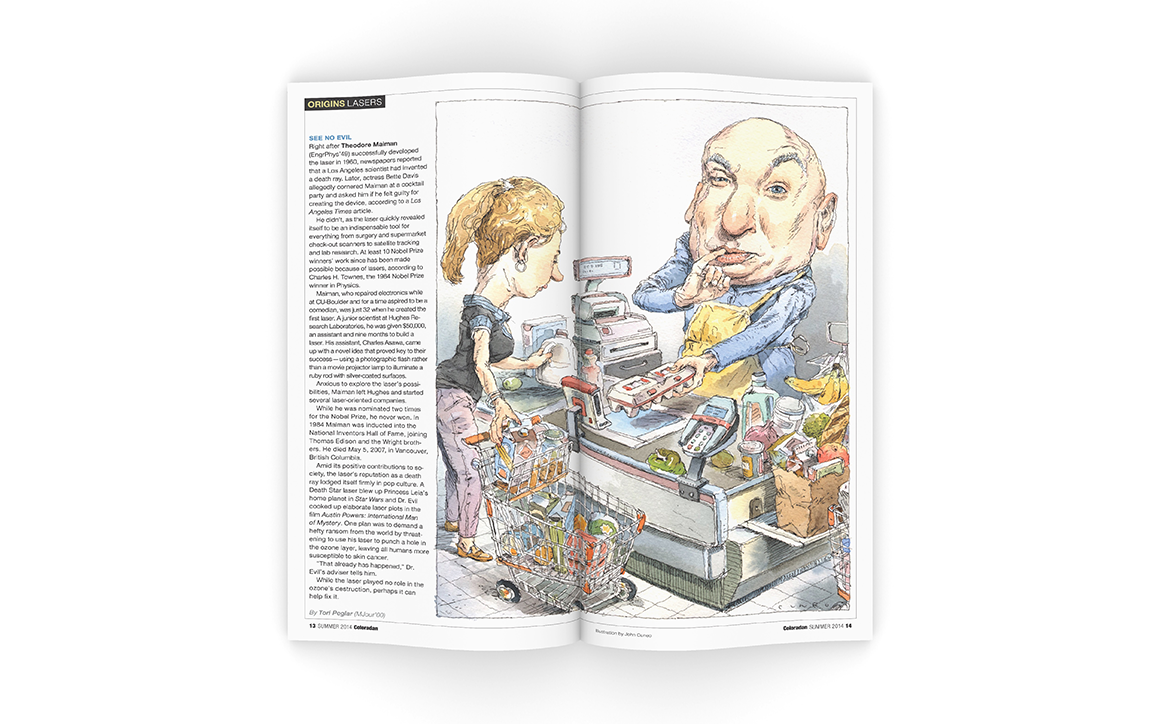 ORIGINS LASERS
SEE NO EVIL
Right after Theodore Maiman
(EngrPhys'49) successfully developed
the laser in 1960, newspapers reported
that a Los Angeles scientist had invented
a death ray. Later, actress Bette Davis
allegedly cornered Maiman at a cocktail
party and asked him if he felt guilty for
creating the device, according to a Los
Angeles Times article.
He didn't, as the laser quickly revealed
itself to be an indispensable tool for
everything from surgery and supermarket
check-out scanners to satellite tracking
and lab research. At least 10 Nobel Prize
winners' work since has been made
possible because of lasers, according to
Charles H. Townes, the 1964 Nobel Prize
winner in Physics.
Maiman, who repaired electronics while
at CU-Boulder and for a time aspired to be a
comedian, was just 32 when he created the
first laser. A junior scientist at Hughes Re-
search Laboratories, he was given $50,000,
an assistant and nine months to build a
laser. His assistant, Charles Asawa, came
up with a novel idea that proved key to their
success — using a photographic flash rather
than a movie projector lamp to illuminate a
ruby rod with silver-coated surfaces.
Anxious to explore the laser's possi-
bilities, Maiman left Hughes and started
several laser-oriented companies.
While he was nominated two times
for the Nobel Prize, he never won. In
1984 Maiman was inducted into the
National Inventors Hall of Fame, joining
Thomas Edison and the Wright broth-
ers. He died May 5, 2007, in Vancouver,
British Columbia.
Amid its positive contributions to so-
ciety, the laser's reputation as a death
ray lodged itself firmly in pop culture. A
Death Star laser blew up Princess Leia's
home planet in Star Wars and Dr. Evil
cooked up elaborate laser plots in the
film Austin Powers: International Man
of Mystery. One plan was to demand a
hefty ransom from the world by threat-
ening to use his laser to punch a hole in
the ozone layer, leaving all humans more
susceptible to skin cancer.
"That already has happened," Dr.
Evil's adviser tells him.
While the laser played no role in the
ozone's destruction, perhaps it can
help fix it.
By Tori Peglar (MJour'00)
13 SUMMER 2014 Coloradan
Illustration by John Cuneo
CUNEO
Coloradan SUMMER 2014 14